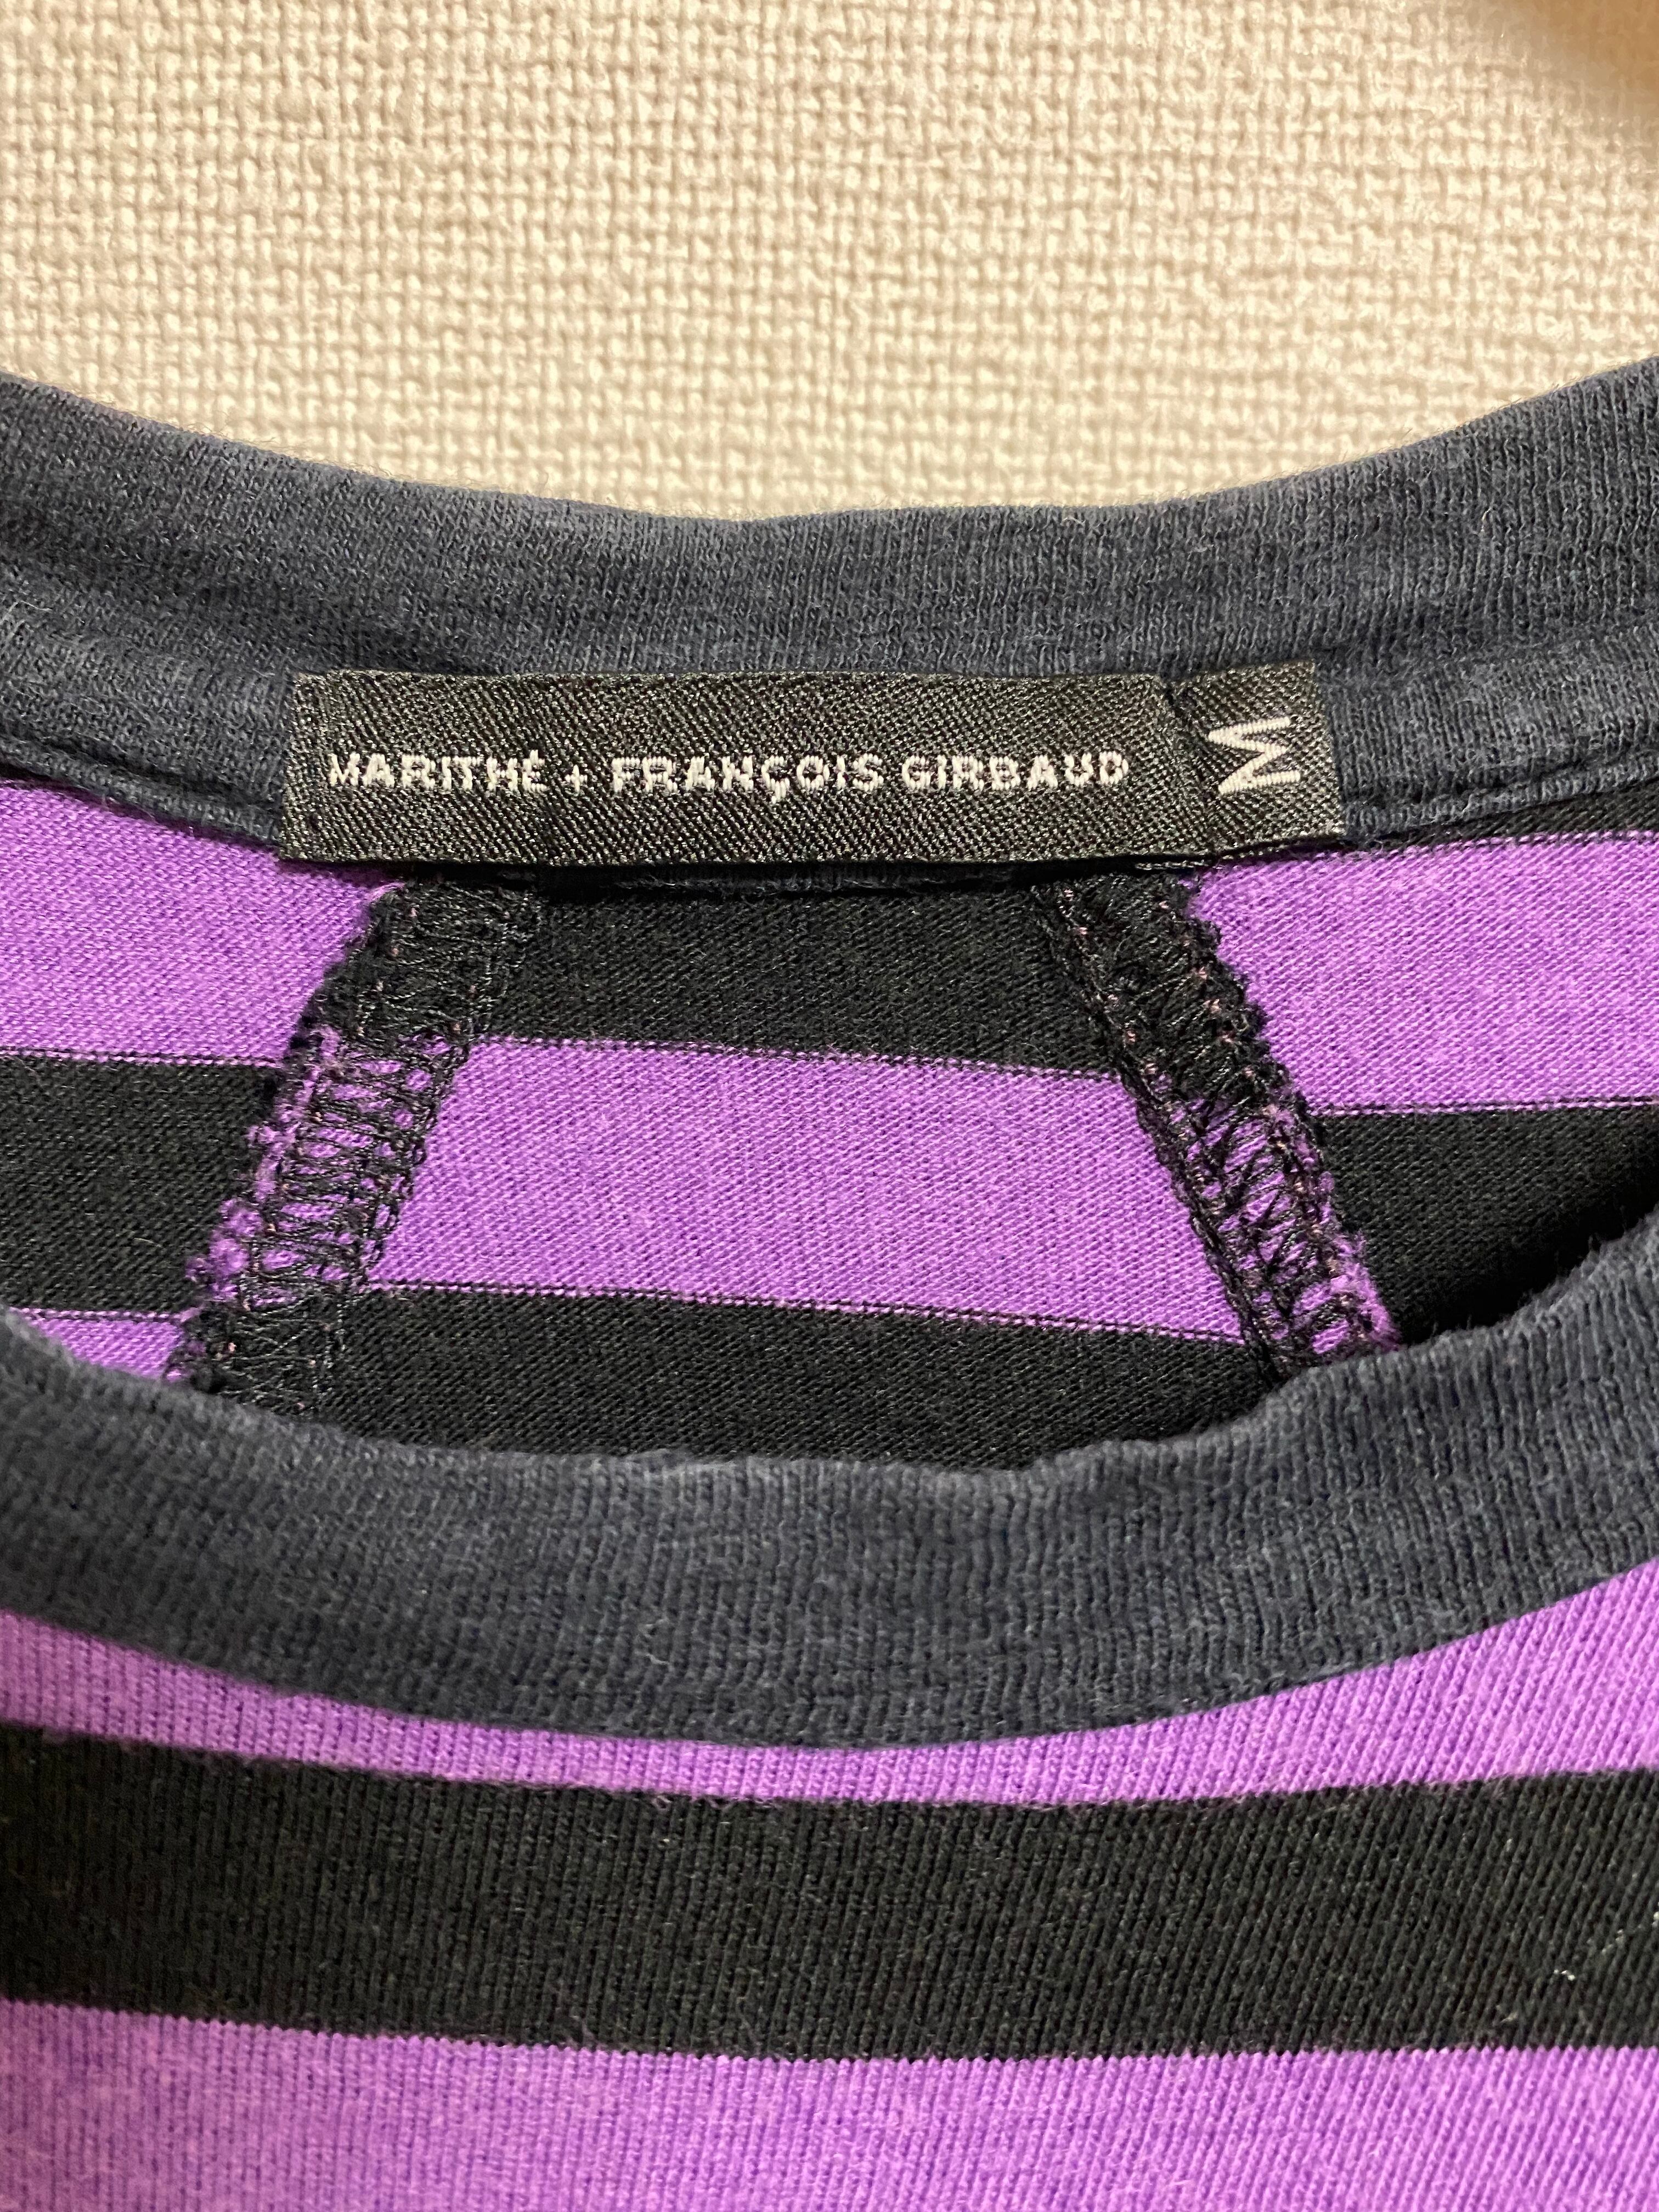 MARITHÉ + FRANÇOIS GIRBAUD
M